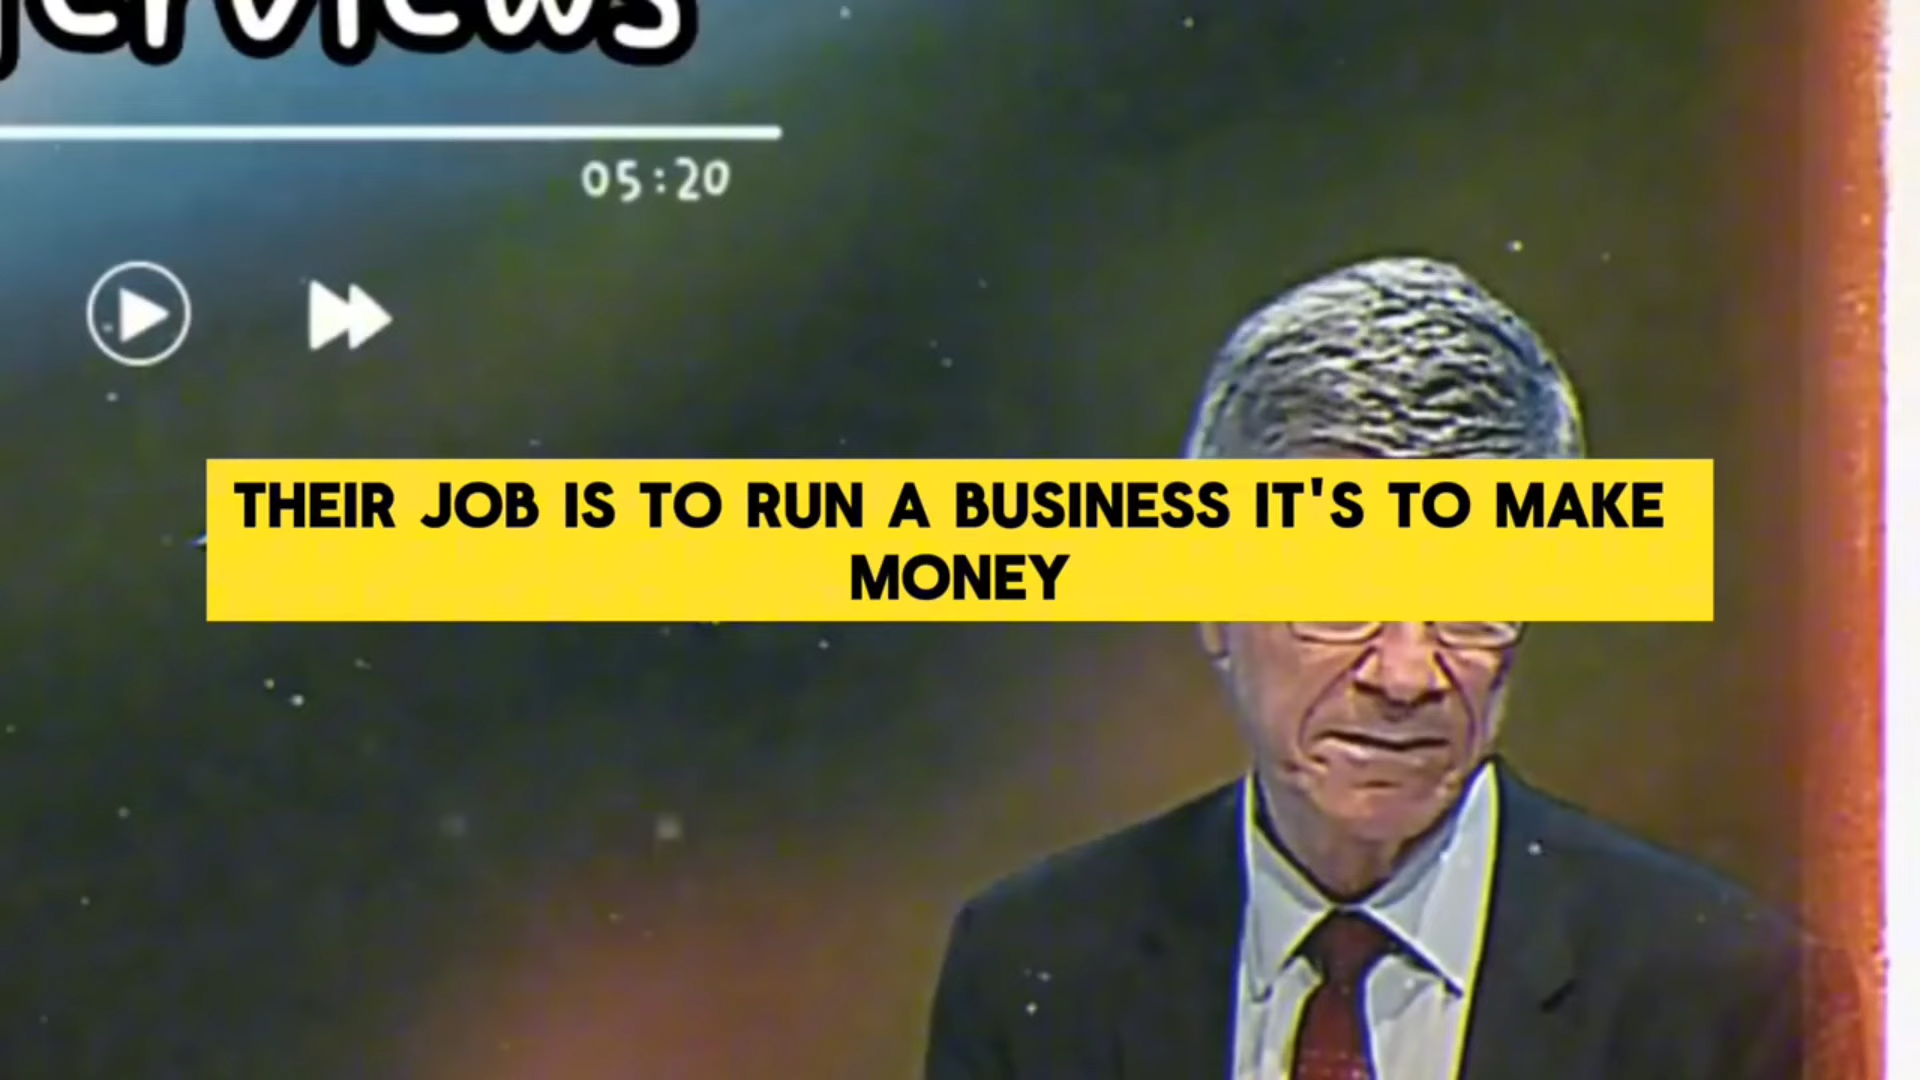 05:20
THEIR JOB IS TO RUN A BUSINESS IT'S TO MAKE
MONEY